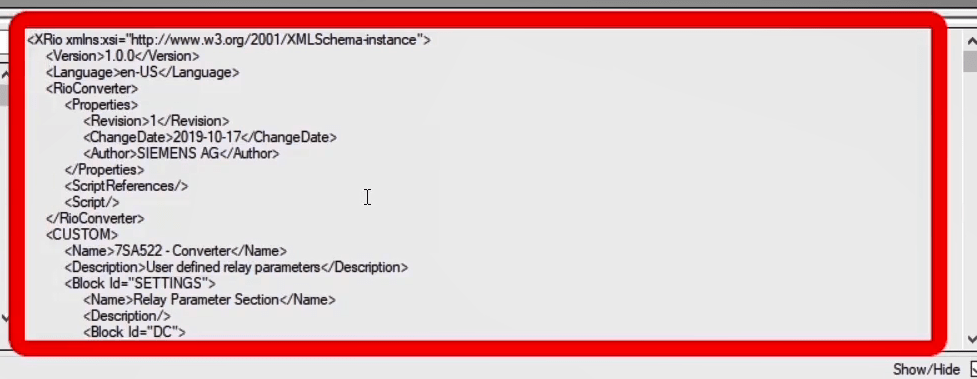 <XRio xmlns:xsi="http://www.w3.org/2001/XMLSchema-instance">
<Version>1.0.0</Version>
<Language>en-US</Language>
<RioConverter>
<Properties>
<Revision>1</Revision>
<ChangeDate>2019-10-17</ChangeDate>
<Author>SIEMENS AG</Author>
</Properties>
<ScriptReferences/>
<Script/>
</RioConverter>
<CUSTOM>
<Name>7SA522 - Converter</Name>
<Description>User defined relay parameters</Description>
<Block Id="SETTINGS">
<Name>Relay Parameter Section</Name>
<Description/>
<Block Id="DC">
Show/Hide